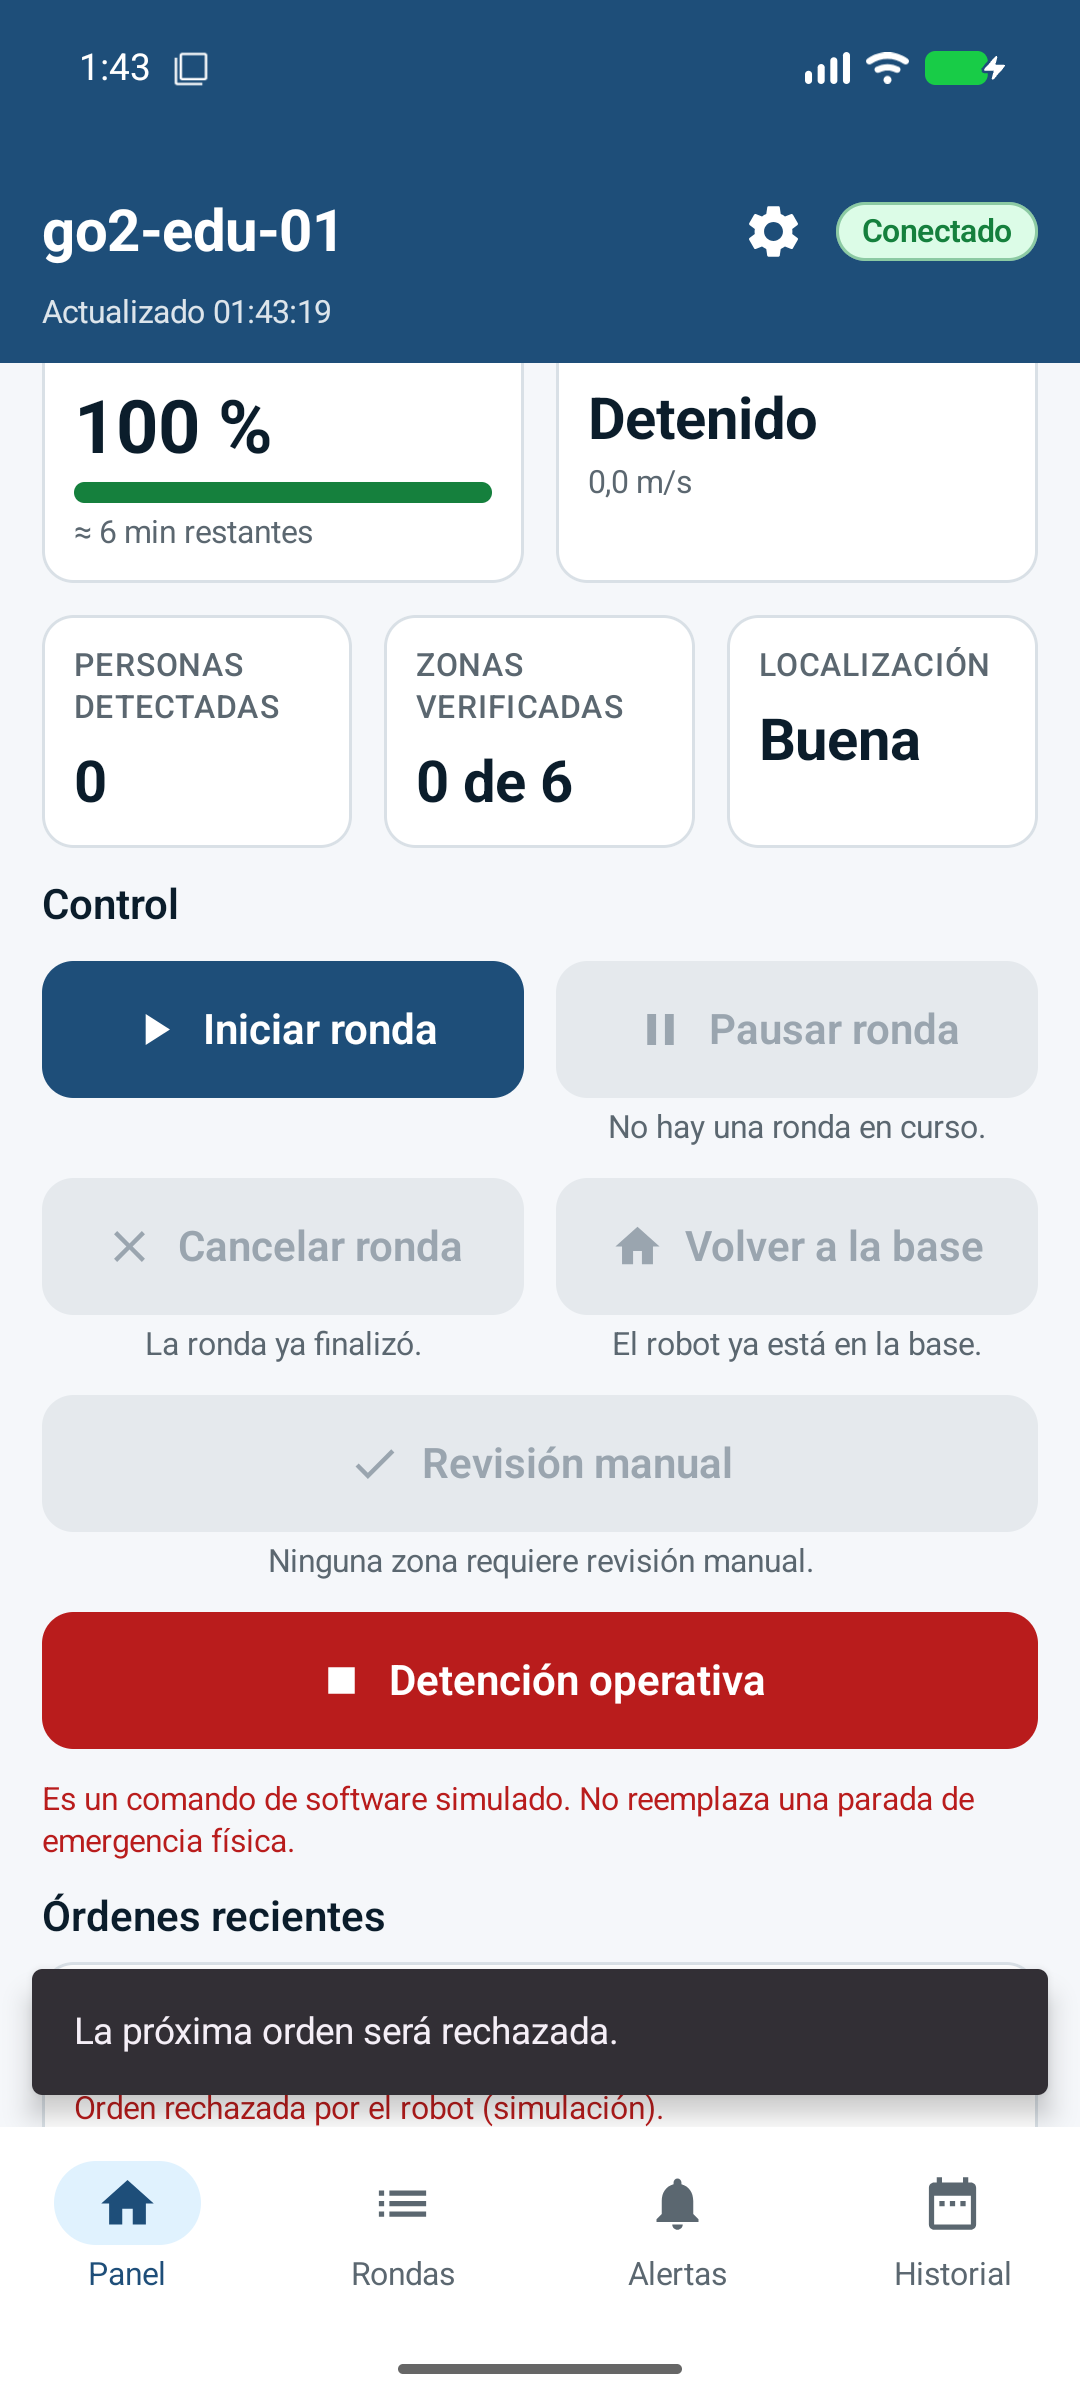 1:43
go2-edu-01
Conectado
Actualizado 01:43:19
100 %
≈ 6 min restantes
Detenido
0,0 m/s
PERSONAS
DETECTADAS
0
ZONAS
VERIFICADAS
0 de 6
LOCALIZACIÓN
Buena
Control
Iniciar ronda
Pausar ronda
No hay una ronda en curso.
Cancelar ronda
La ronda ya finalizó.
Volver a la base
El robot ya está en la base.
Revisión manual
Ninguna zona requiere revisión manual.
Detención operativa
Es un comando de software simulado. No reemplaza una parada de
emergencia física.
Órdenes recientes
La próxima orden será rechazada.
Orden rechazada por el robot (simulación).
Panel
Rondas
Alertas
Historial